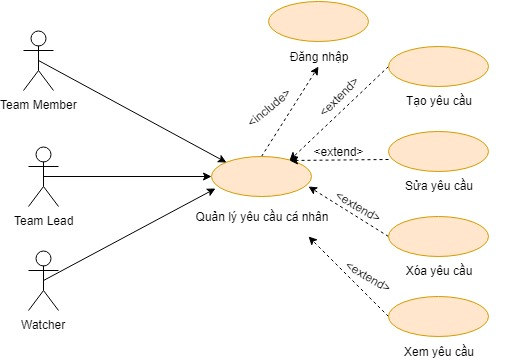 Đăng nhập
Team Member
<include>
<extend>
Tạo yêu cầu
<extend>
Sửa yêu cầu
Team Lead
Quản lý yêu cầu cá nhân
<extend>
Xóa yêu cầu
<extend>
Watcher
Xem yêu cầu